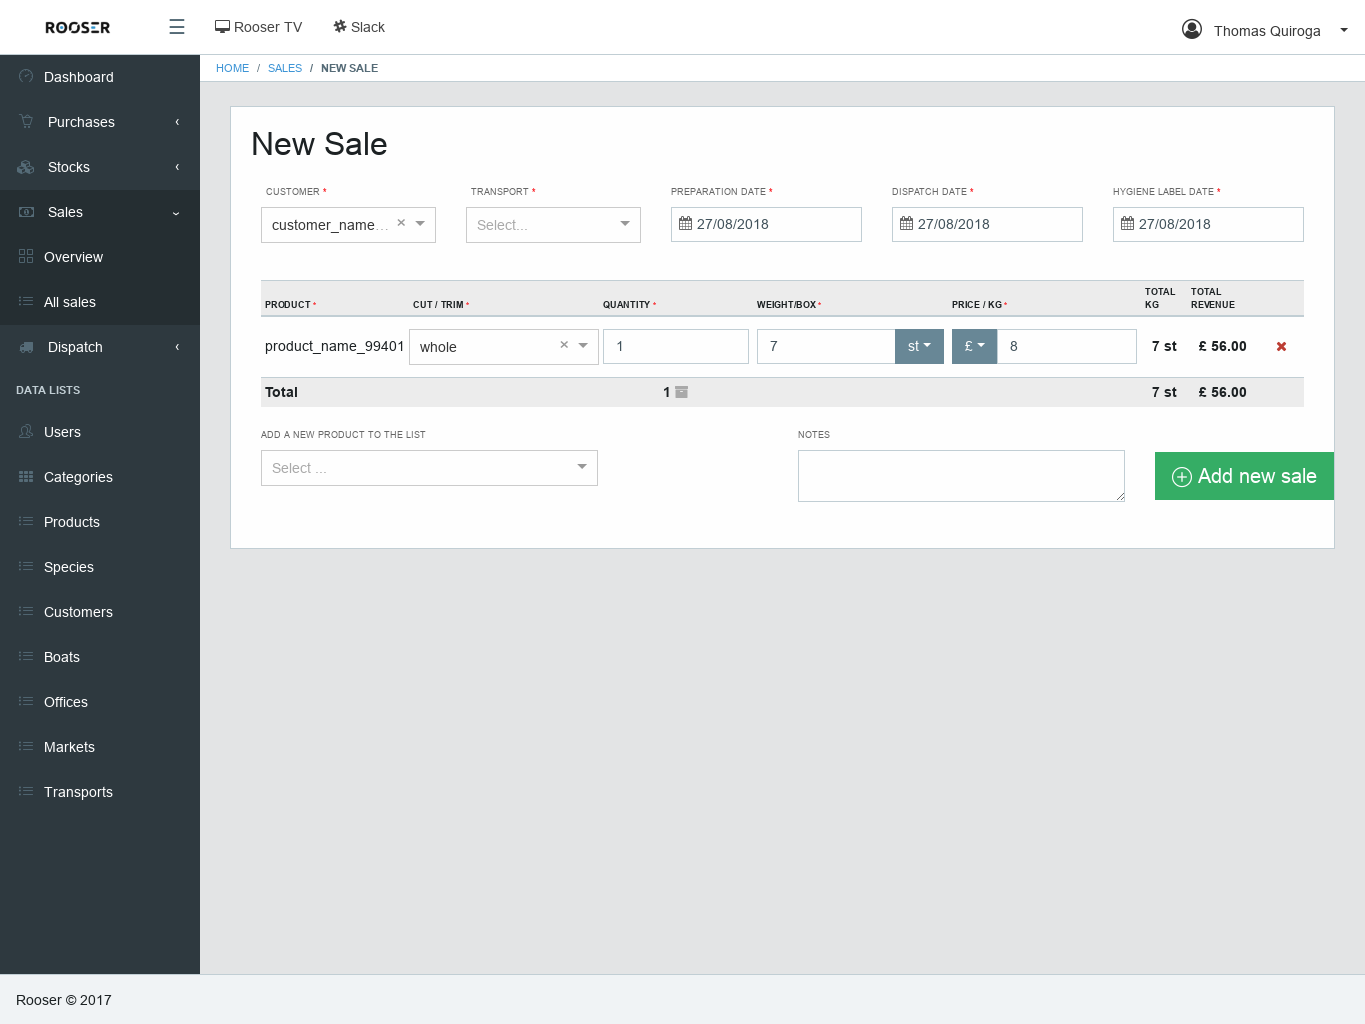 ROOSER
Rooser TV
Slack
Thomas Quiroga
HOME / SALES / NEW SALE
Dashboard
Purchases
Stocks
Sales
Overview
All sales
Dispatch
DATA LISTS
Users
Categories
Products
Species
Customers
Boats
Offices
Markets
Transports
New Sale
CUSTOMER * TRANSPORT * PREPARATION DATE * DISPATCH DATE * HYGIENE LABEL DATE *
customer_name... × Select... 27/08/2018 27/08/2018 27/08/2018
PRODUCT * CUT / TRIM * QUANTITY * WEIGHT/BOX * PRICE / KG * TOTAL KG TOTAL REVENUE
product_name_99401 whole × 1 7 st £ 8 7 st £ 56.00
Total 1 7 st £ 56.00
ADD A NEW PRODUCT TO THE LIST NOTES
Select ...
Add new sale
Rooser © 2017